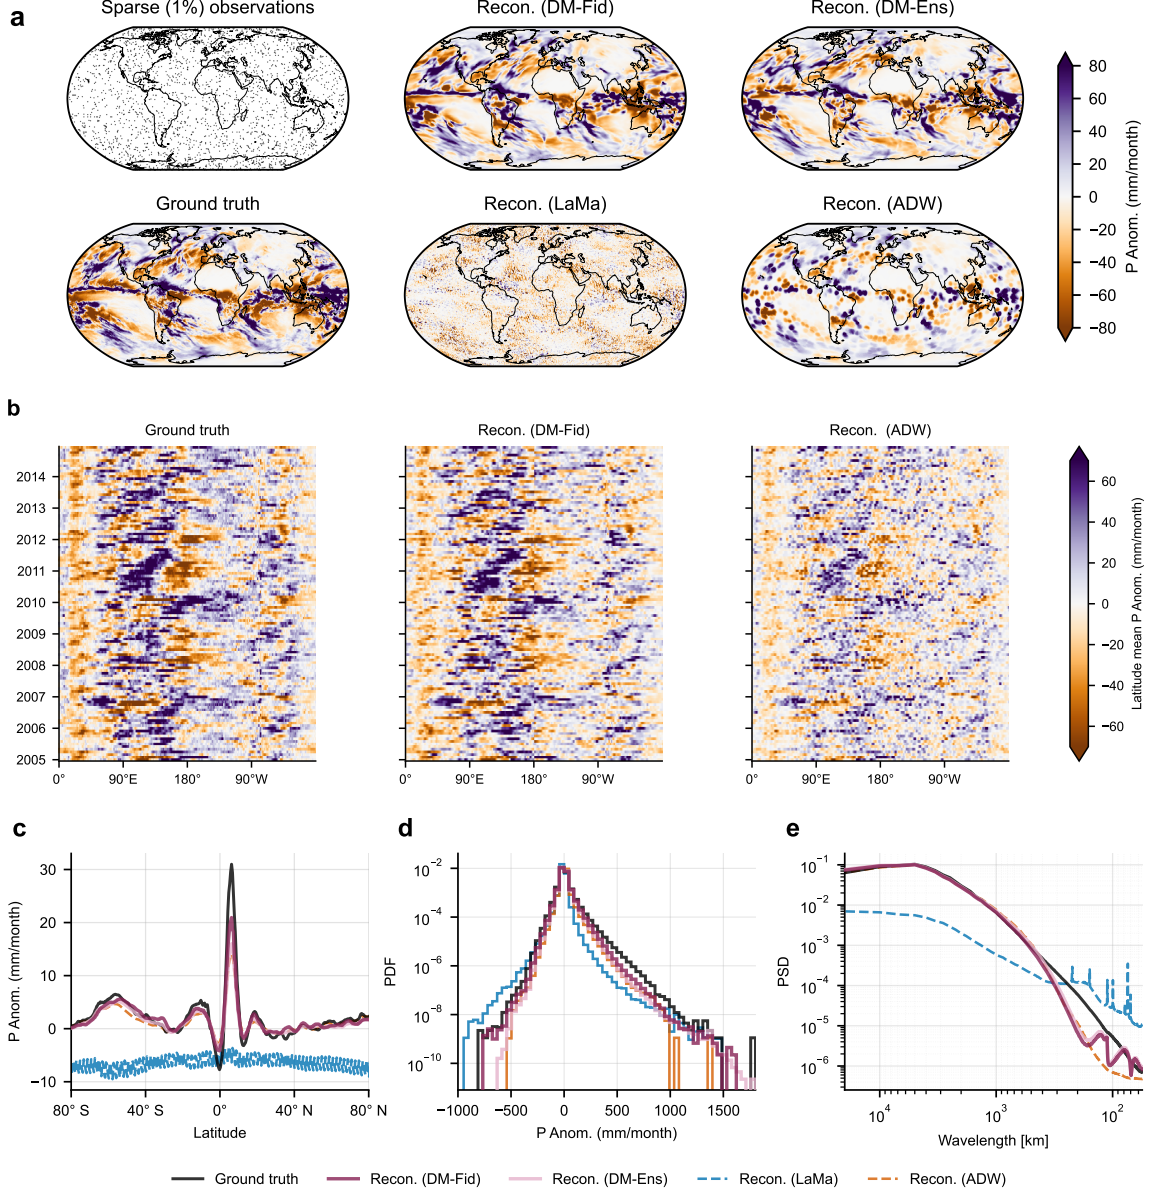 a
Sparse (1%) observations
Recon. (DM-Fid)
Recon. (DM-Ens)
Ground truth
Recon. (LaMa)
Recon. (ADW)
80
60
40
20
0
−20
−40
−60
−80
P Anom. (mm/month)
b
Ground truth
Recon. (DM-Fid)
Recon. (ADW)
2014
2013
2012
2011
2010
2009
2008
2007
2006
2005
0° 90°E 180° 90°W
0° 90°E 180° 90°W
0° 90°E 180° 90°W
60
40
20
0
−20
−40
−60
Latitude mean P Anom. (mm/month)
c
30
20
10
0
−10
P Anom. (mm/month)
80° S 40° S 0° 40° N 80° N
Latitude
d
10−2
10−4
10−6
10−8
10−10
PDF
−1000 −500 0 500 1000 1500
P Anom. (mm/month)
e
10−1
10−2
10−3
10−4
10−5
10−6
PSD
104 103 102
Wavelength [km]
Ground truth Recon. (DM-Fid) Recon. (DM-Ens) Recon. (LaMa) Recon. (ADW)